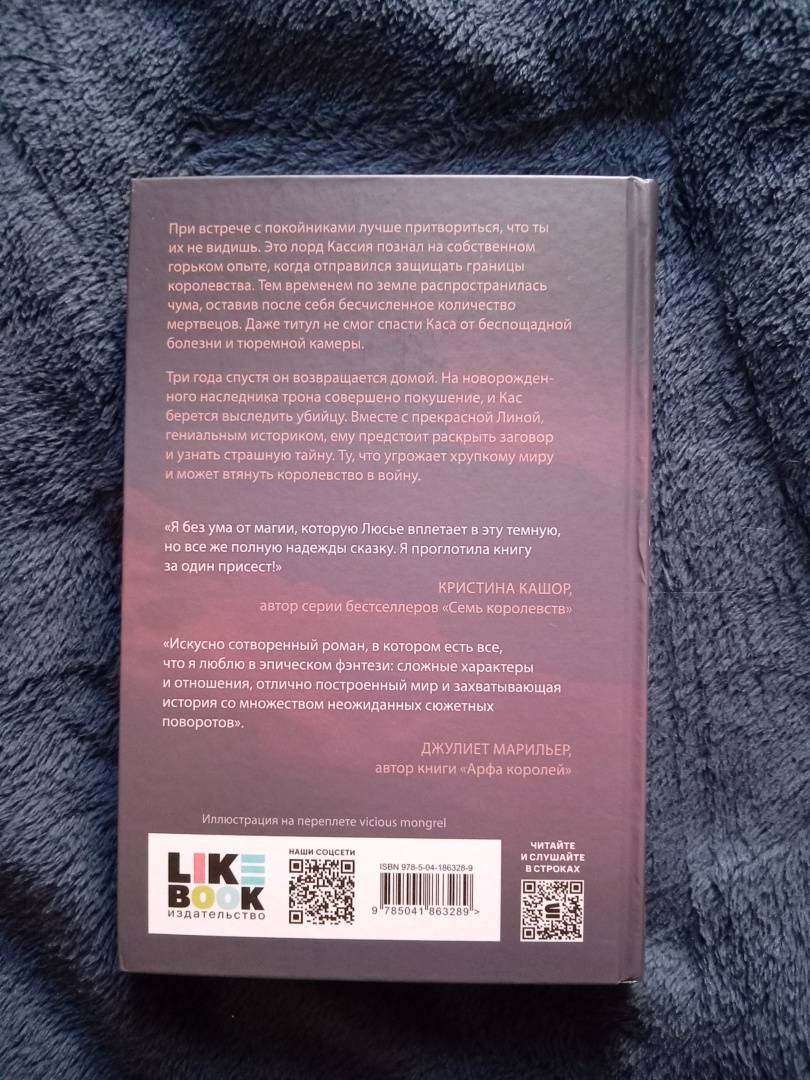 При встрече с покойниками лучше притвориться, что ты
их не видишь. Это лорд Кассия познал на собственном
горьком опыте, когда отправился защищать границы
королевства. Тем временем по земле распространилась
чума, оставив после себя бесчисленное количество
мертвецов. Даже титул не смог спасти Каса от беспощадной
болезни и тюремной камеры.
Три года спустя он возвращается домой. На новорожден-
ного наследника трона совершено покушение, и Кас
берется выследить убийцу. Вместе с прекрасной Линой,
гениальным историком, ему предстоит раскрыть заговор
и узнать страшную тайну. Ту, что угрожает хрупкому миру
и может втянуть королевство в войну.
«Я без ума от магии, которую Люсье вплетает в эту темную,
но все же полную надежды сказку. Я проглотила книгу
за один присест!»
КРИСТИНА КАШОР,
автор серии бестселлеров «Семь королевств»
«Искусно сотворенный роман, в котором есть все,
что я люблю в эпическом фэнтези: сложные характеры
и отношения, отлично построенный мир и захватывающая
история со множеством неожиданных сюжетных
поворотов».
ДЖУЛИЕТ МАРИЛЬЕР,
автор книги «Арфа королей»
Иллюстрация на переплете vicious mongrel
LIKE
BOOK
издательство
НАШИ СОЦСЕТИ
ISBN 978-5-04-186328-9
9 785041 863289 >
ЧИТАЙТЕ
И СЛУШАЙТЕ
В СТРОКАХ